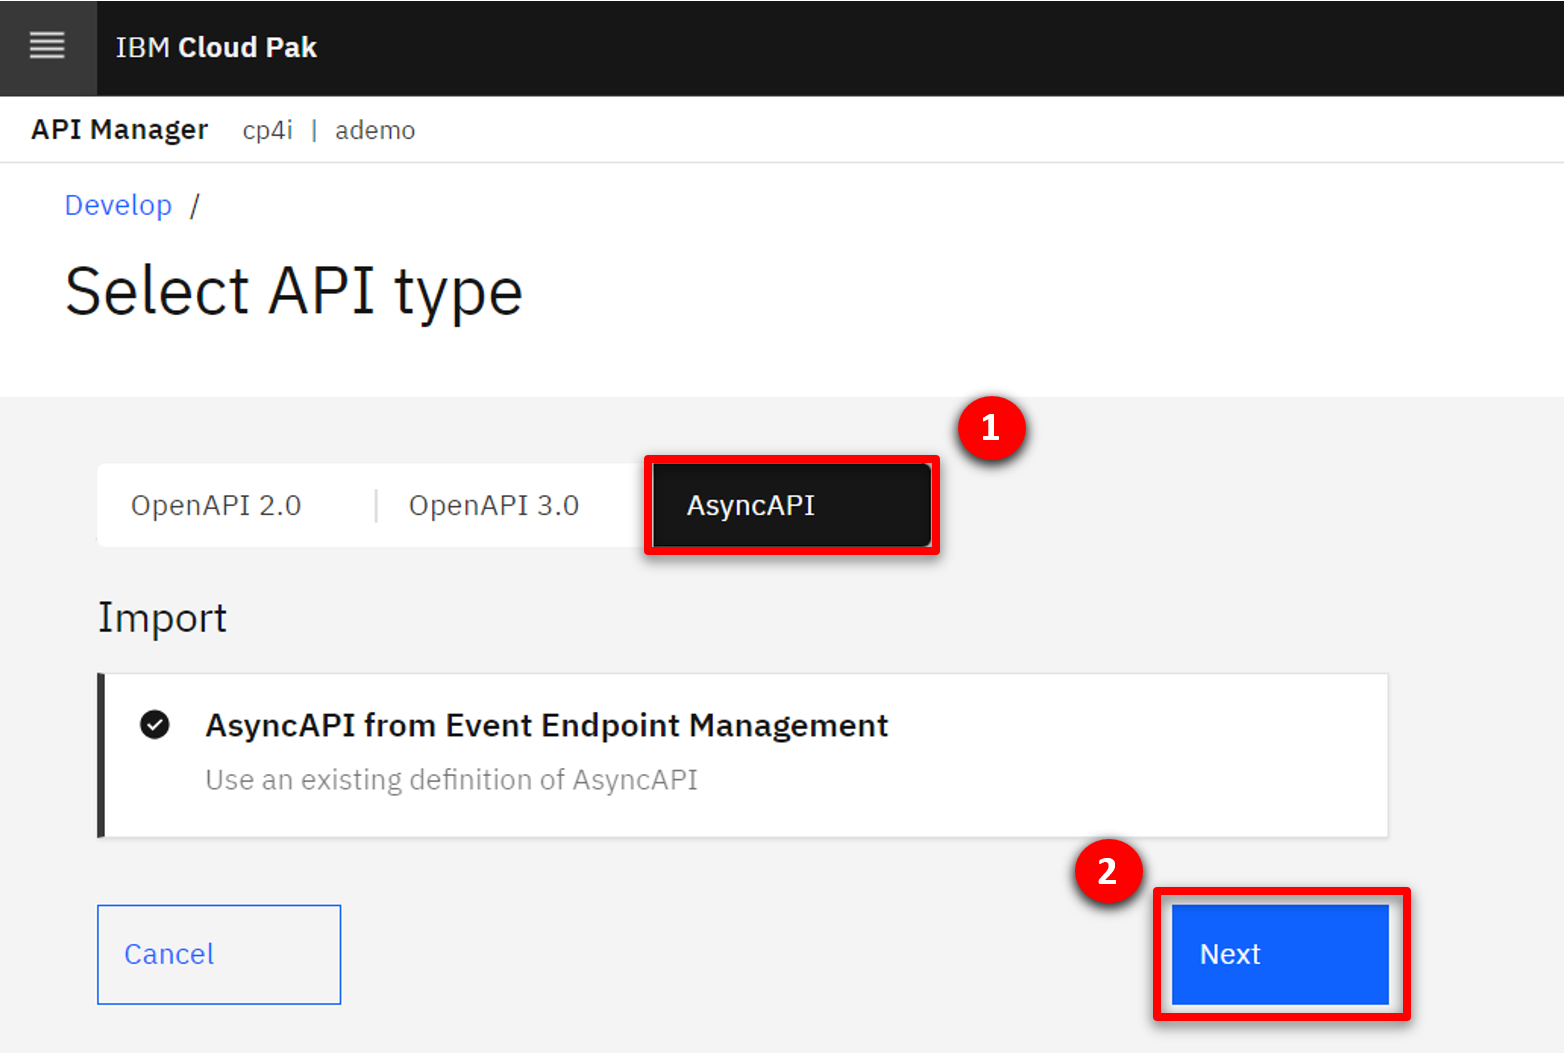 IBM Cloud Pak
API Manager cp4i | ademo
Develop /
Select API type
1
OpenAPI 2.0 | OpenAPI 3.0 AsyncAPI
Import
AsyncAPI from Event Endpoint Management
Use an existing definition of AsyncAPI
2
Cancel Next